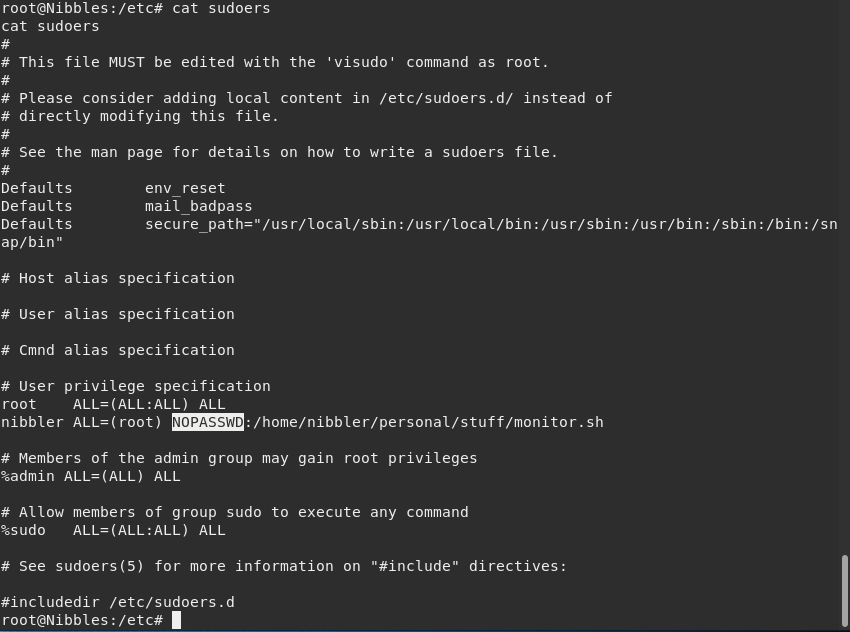 root@Nibbles:/etc# cat sudoers
cat sudoers
#
# This file MUST be edited with the 'visudo' command as root.
#
# Please consider adding local content in /etc/sudoers.d/ instead of
# directly modifying this file.
#
# See the man page for details on how to write a sudoers file.
#
Defaults        env_reset
Defaults        mail_badpass
Defaults        secure_path="/usr/local/sbin:/usr/local/bin:/usr/sbin:/usr/bin:/sbin:/bin:/sn
ap/bin"

# Host alias specification

# User alias specification

# Cmnd alias specification

# User privilege specification
root    ALL=(ALL:ALL) ALL
nibbler ALL=(root) NOPASSWD:/home/nibbler/personal/stuff/monitor.sh

# Members of the admin group may gain root privileges
%admin ALL=(ALL) ALL

# Allow members of group sudo to execute any command
%sudo   ALL=(ALL:ALL) ALL

# See sudoers(5) for more information on "#include" directives:

#includedir /etc/sudoers.d
root@Nibbles:/etc#